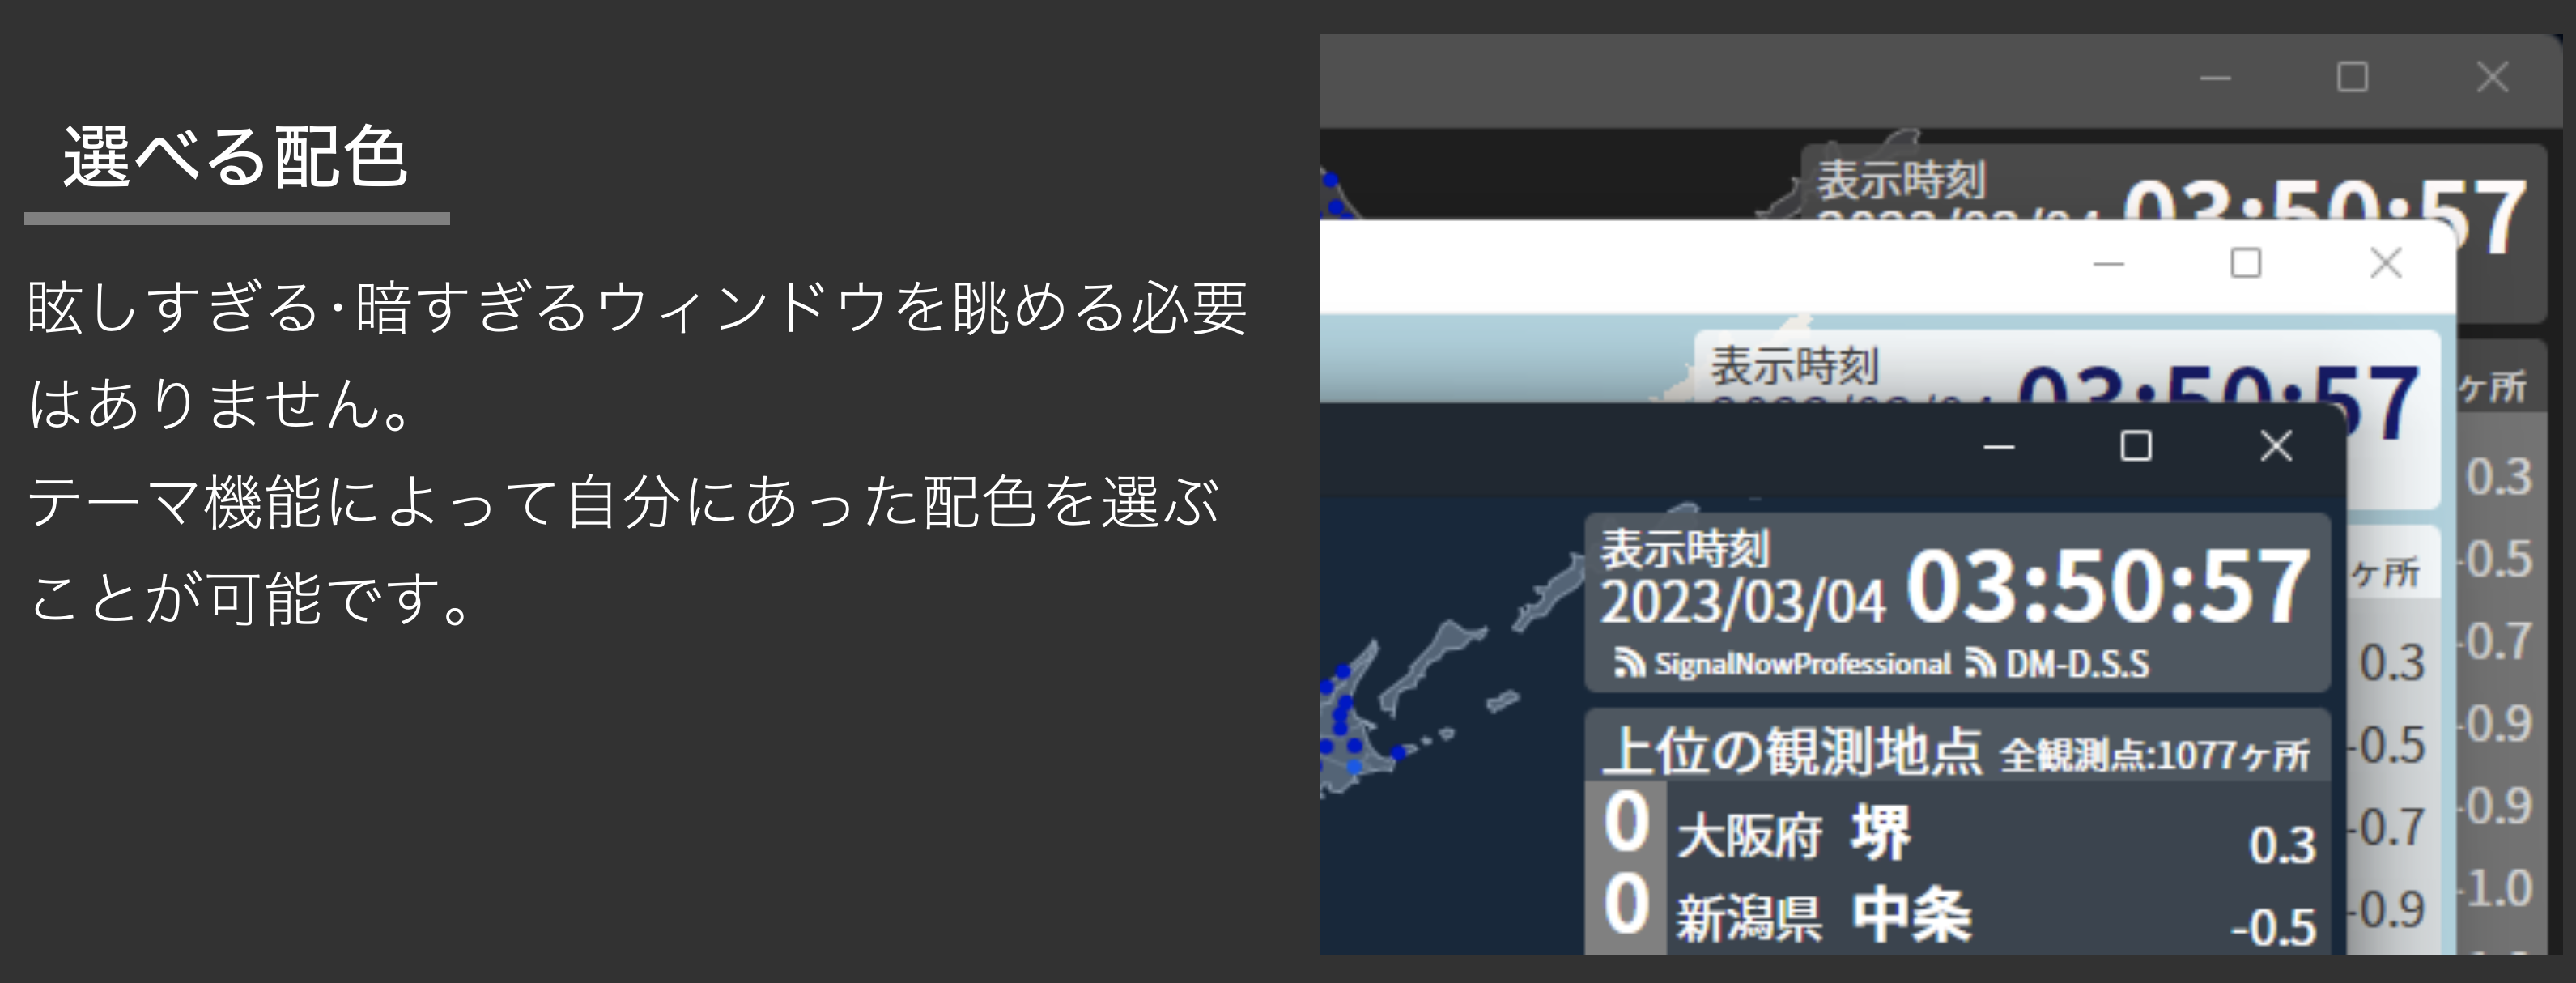 選べる配色
眩しすぎる・暗すぎるウィンドウを眺める必要
はありません。
テーマ機能によって自分にあった配色を選ぶ
ことが可能です。
表示時刻
03:50:57
表示時刻
03:50:57
ヶ所
0.3
-0.5
-0.7
-0.9
-0.9
-1.0
ヶ所
0.3
-0.5
-0.7
-0.9
表示時刻
2023/03/04 03:50:57
SignalNowProfessional DM-D.S.S
上位の観測地点 全観測点:1077ヶ所
0 大阪府 堺 0.3
0 新潟県 中条 -0.5